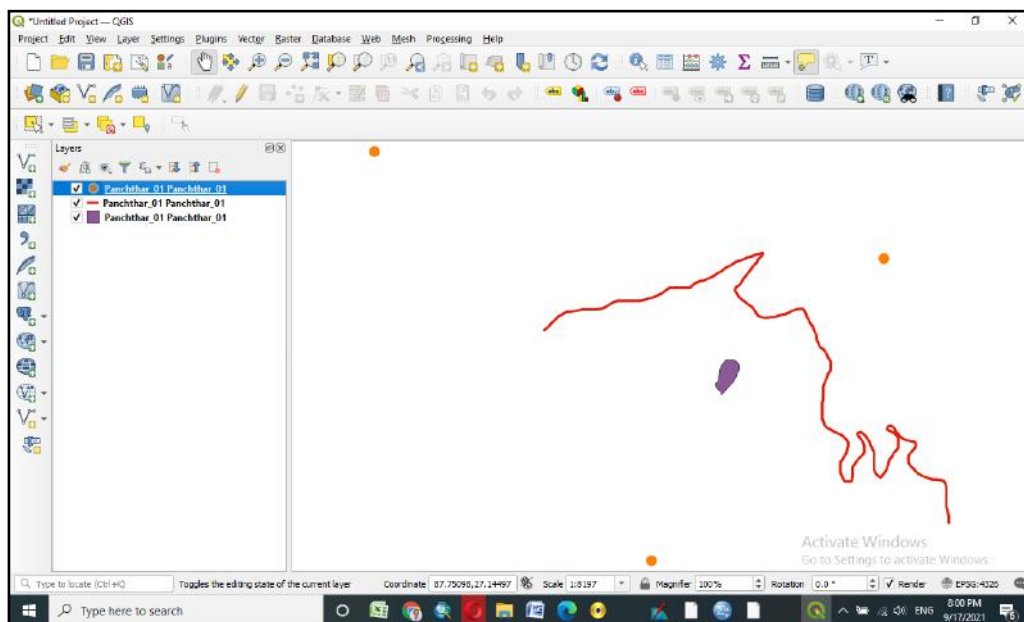 *Untitled Project — QGIS
Project Edit View Layer Settings Plugins Vector Raster Database Web Mesh Processing Help
Layers
Panchthar_01 Panchthar_01
Panchthar_01 Panchthar_01
Panchthar_01 Panchthar_01
Activate Windows
Go to Settings to activate Windows.
Type to locate (Ctrl+K) Toggles the editing state of the current layer Coordinate 87.75098,27.14497 Scale 1:8197 Magnifier 100% Rotation 0.0 ° Render EPSG:4326
Type here to search ENG 8:00 PM
9/17/2021